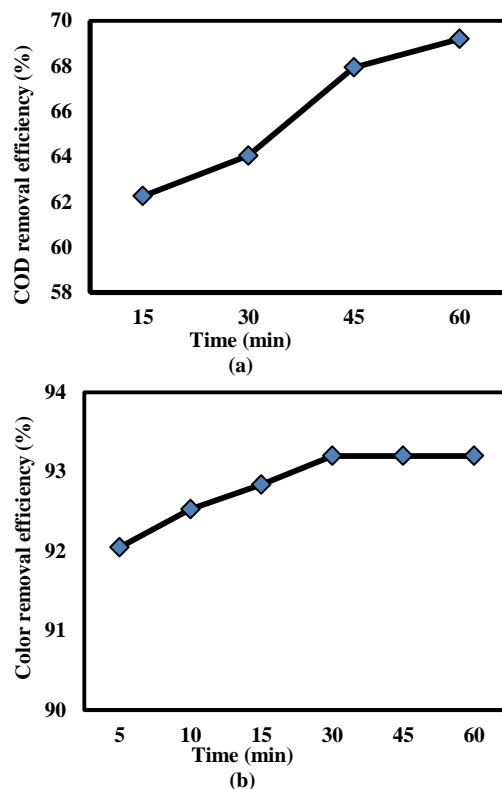 70
68
66
64
62
60
58
COD removal efficiency (%)
15 30 45 60
Time (min)
(a)
94
93
92
91
90
Color removal efficiency (%)
5 10 15 30 45 60
Time (min)
(b)